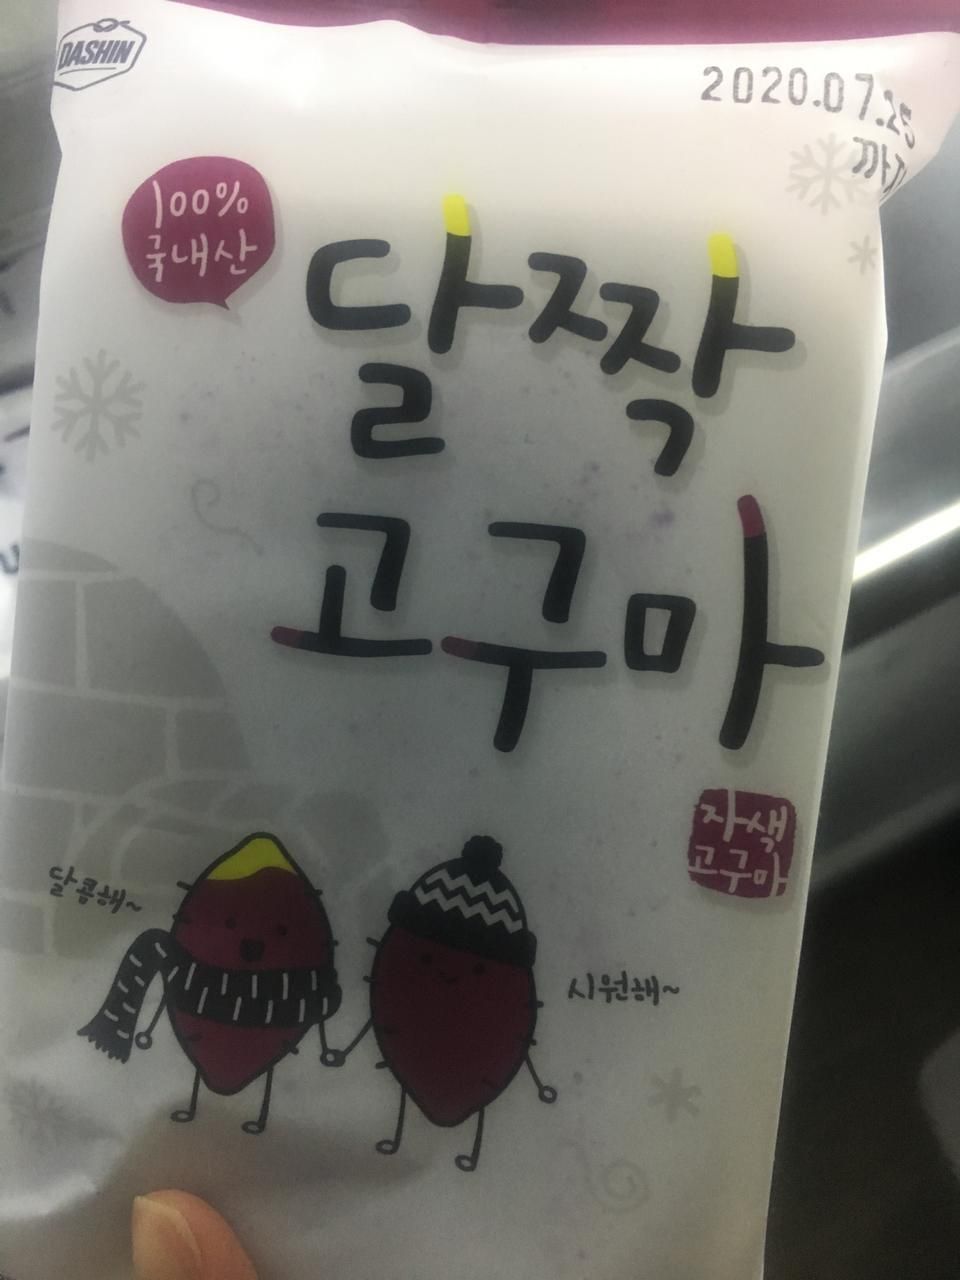 DASHIN
2020.07.25
까지
100%
국내산
달짝
고구마
자색
고구마
달콤해~
시원해~